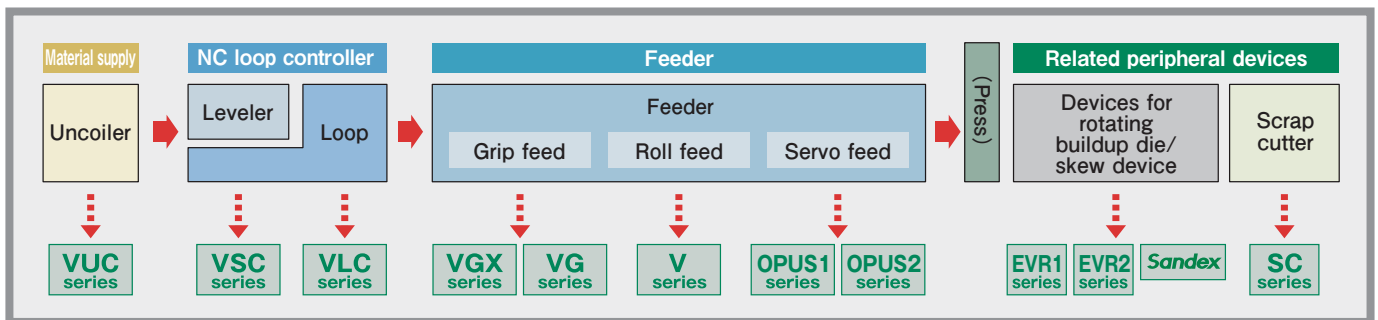 Material supply
NC loop controller
Feeder
(Presss)
Related peripheral devices
Uncoiler
Leveler
Loop
Feeder
Grip feed
Roll feed
Servo feed
Devices for
rotating
buildup die/
skew device
Scrap
cutter
VUC
series
VSC
series
VLC
series
VGX
series
VG
series
V
series
OPUS1
series
OPUS2
series
EVR1
series
EVR2
series
Sandex
SC
series